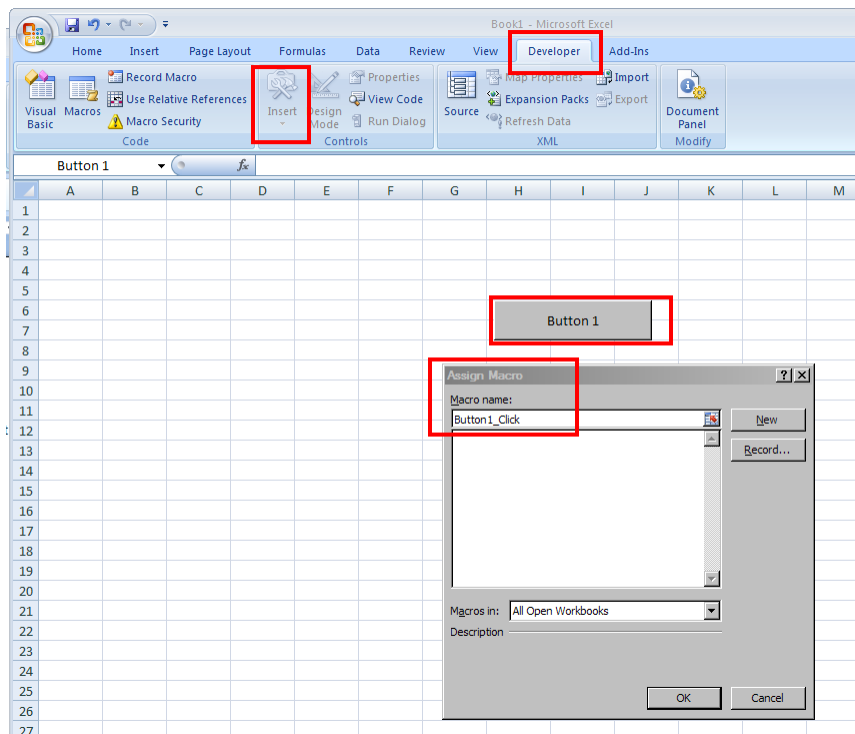 Book1 - Microsoft Excel
Home Insert Page Layout Formulas Data Review View Developer Add-Ins
Visual Basic
Macros
Record Macro
Use Relative References
Macro Security
Code
Insert
Design Mode
Properties
View Code
Run Dialog
Controls
Source
Map Properties
Expansion Packs
Refresh Data
Import
Export
XML
Document Panel
Modify
Button 1
fx
A B C D E F G H I J K L M
1
2
3
4
5
6
7
8
9
10
11
12
13
14
15
16
17
18
19
20
21
22
23
24
25
26
27
Button 1
Assign Macro ?
Macro name:
Button1_Click
New
Record...
Macros in: All Open Workbooks
Description
OK Cancel